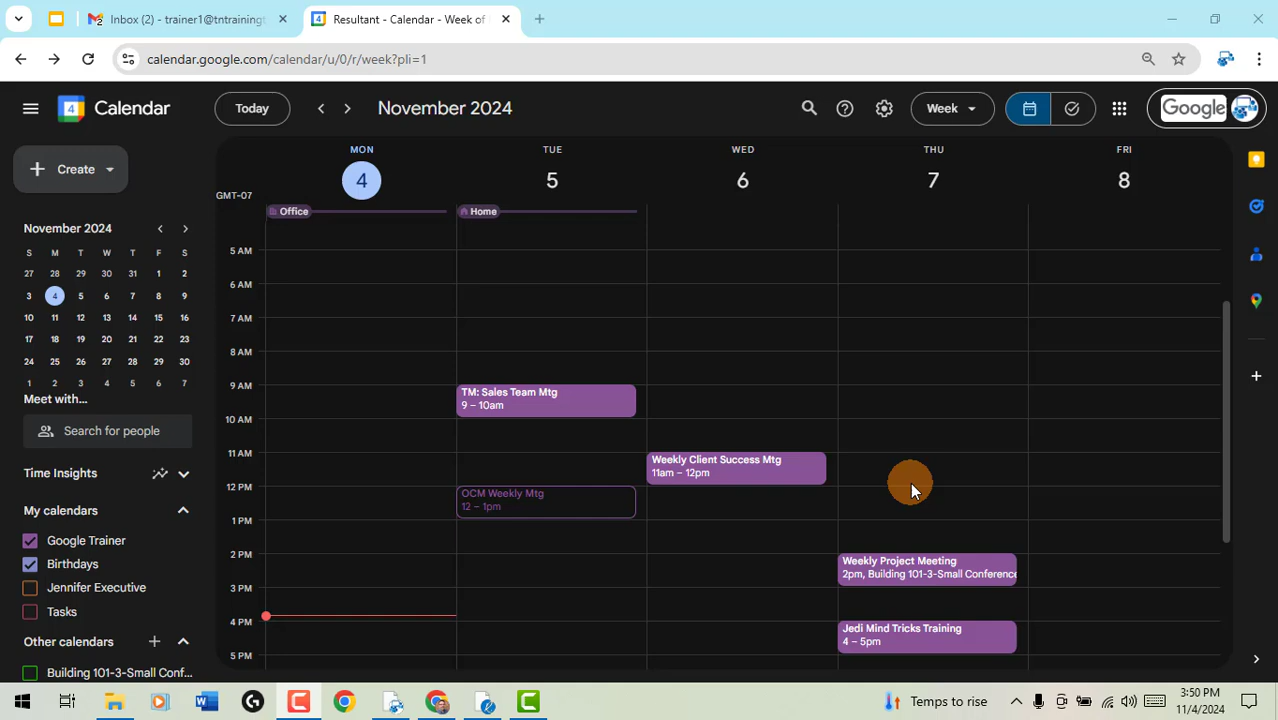 Inbox (2) - trainer1@tntrainingt
Resultant - Calendar - Week of
calendar.google.com/calendar/u/0/r/week?pli=1
4
Calendar
Today
November 2024
Week
Google
Create
MON
TUE
WED
THU
FRI
4
5
6
7
8
GMT-07
Office
Home
November 2024
S M T W T F S
27 28 29 30 31 1 2
3 4 5 6 7 8 9
10 11 12 13 14 15 16
17 18 19 20 21 22 23
24 25 26 27 28 29 30
1 2 3 4 5 6 7
Meet with...
Search for people
Time Insights
My calendars
Google Trainer
Birthdays
Jennifer Executive
Tasks
Other calendars
Building 101-3-Small Conf...
5 AM
6 AM
7 AM
8 AM
9 AM
10 AM
11 AM
12 PM
1 PM
2 PM
3 PM
4 PM
5 PM
TM: Sales Team Mtg
9 – 10am
OCM Weekly Mtg
12 – 1pm
Weekly Client Success Mtg
11am – 12pm
Weekly Project Meeting
2pm, Building 101-3-Small Conference
Jedi Mind Tricks Training
4 – 5pm
Temps to rise
3:50 PM
11/4/2024